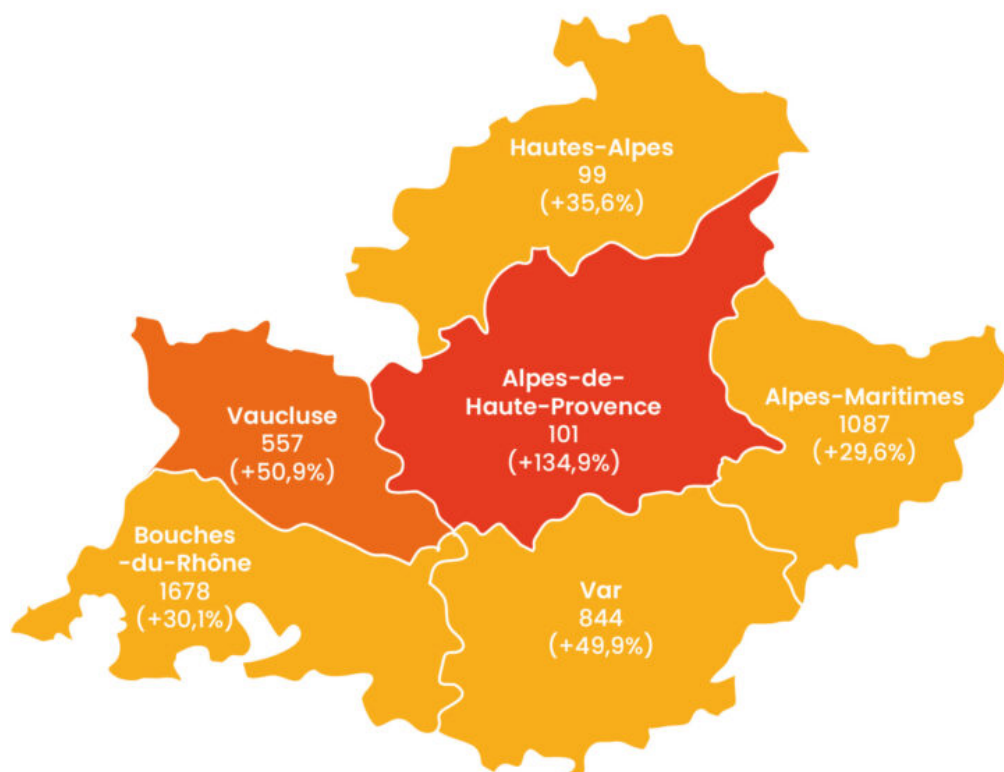 Hautes-Alpes
99
(+35,6%)
Alpes-de-
Haute-Provence
101
(+134,9%)
Alpes-Maritimes
1087
(+29,6%)
Vaucluse
557
(+50,9%)
Bouches
-du-Rhône
1678
(+30,1%)
Var
844
(+49,9%)